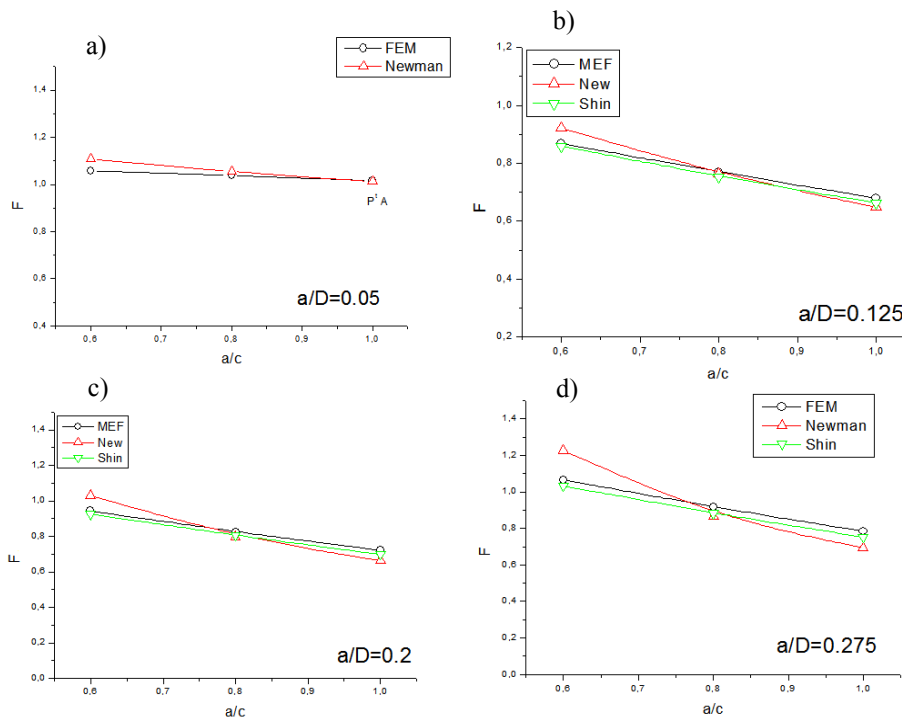 a)
FEM
Newman
1,4
1,2
1,0
0,8
0,6
0,4
F
P' A
a/D=0.05
0,6
0,7
0,8
0,9
1,0
a/c
b)
MEF
New
Shin
1,2
1,0
0,8
0,6
0,4
0,2
F
a/D=0.125
0,6
0,7
0,8
0,9
1,0
a/c
c)
MEF
New
Shin
1,4
1,2
1,0
0,8
0,6
0,4
0,2
0,0
F
a/D=0.2
0,6
0,7
0,8
0,9
1,0
a/c
d)
FEM
Newman
Shin
1,4
1,2
1,0
0,8
0,6
0,4
0,2
0,0
F
a/D=0.275
0,6
0,7
0,8
0,9
1,0
a/c